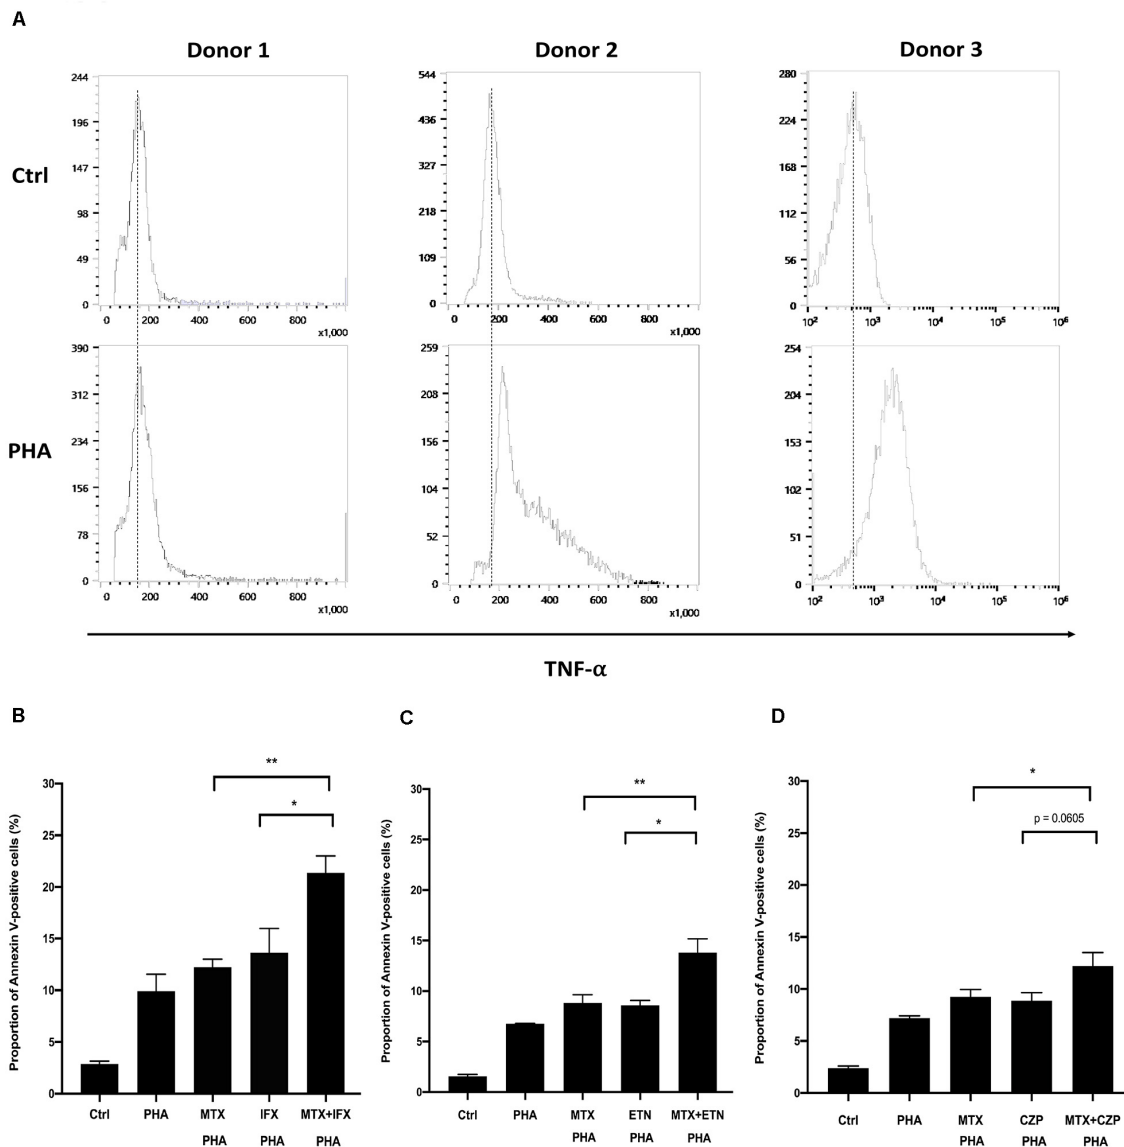 A
Donor 1
Donor 2
Donor 3
Ctrl
244
196
147
98
49
0
0 200 400 600 800
x1,000
544
436
327
218
109
0
0 200 400 600 800
x1,000
280
224
168
112
56
0
10² 10³ 10⁴ 10⁵ 10⁶
PHA
390
312
234
156
78
0
0 200 400 600 800
x1,000
259
208
156
104
52
0
0 200 400 600 800
x1,000
254
204
153
102
51
0
10² 10³ 10⁴ 10⁵ 10⁶
TNF-α
B
Proportion of Annexin V-positive cells (%)
30
25
20
15
10
5
0
**
*
Ctrl PHA MTX IFX MTX+IFX
PHA PHA PHA
C
Proportion of Annexin V-positive cells (%)
30
25
20
15
10
5
0
**
*
Ctrl PHA MTX ETN MTX+ETN
PHA PHA PHA
D
Proportion of Annexin V-positive cells (%)
30
25
20
15
10
5
0
*
p = 0.0605
Ctrl PHA MTX CZP MTX+CZP
PHA PHA PHA